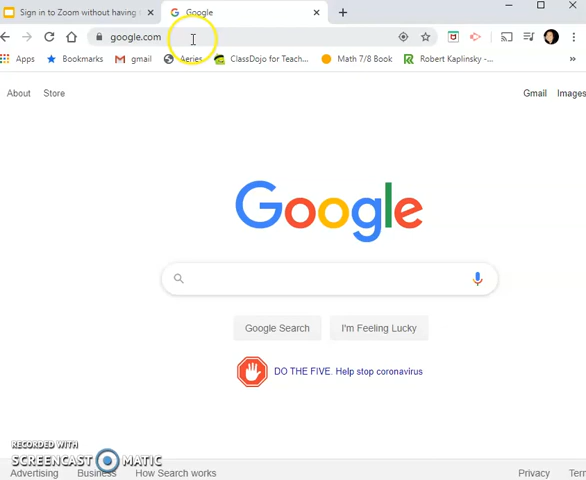 Sign in to Zoom without having
Google
google.com
Apps
Bookmarks
gmail
Aeries
ClassDojo for Teach...
Math 7/8 Book
Robert Kaplinsky -...
About
Store
Gmail
Images
Google
Google Search
I'm Feeling Lucky
DO THE FIVE. Help stop coronavirus
RECORDED WITH
SCREENCAST MATIC
Advertising
Business
How Search works
Privacy
Terr